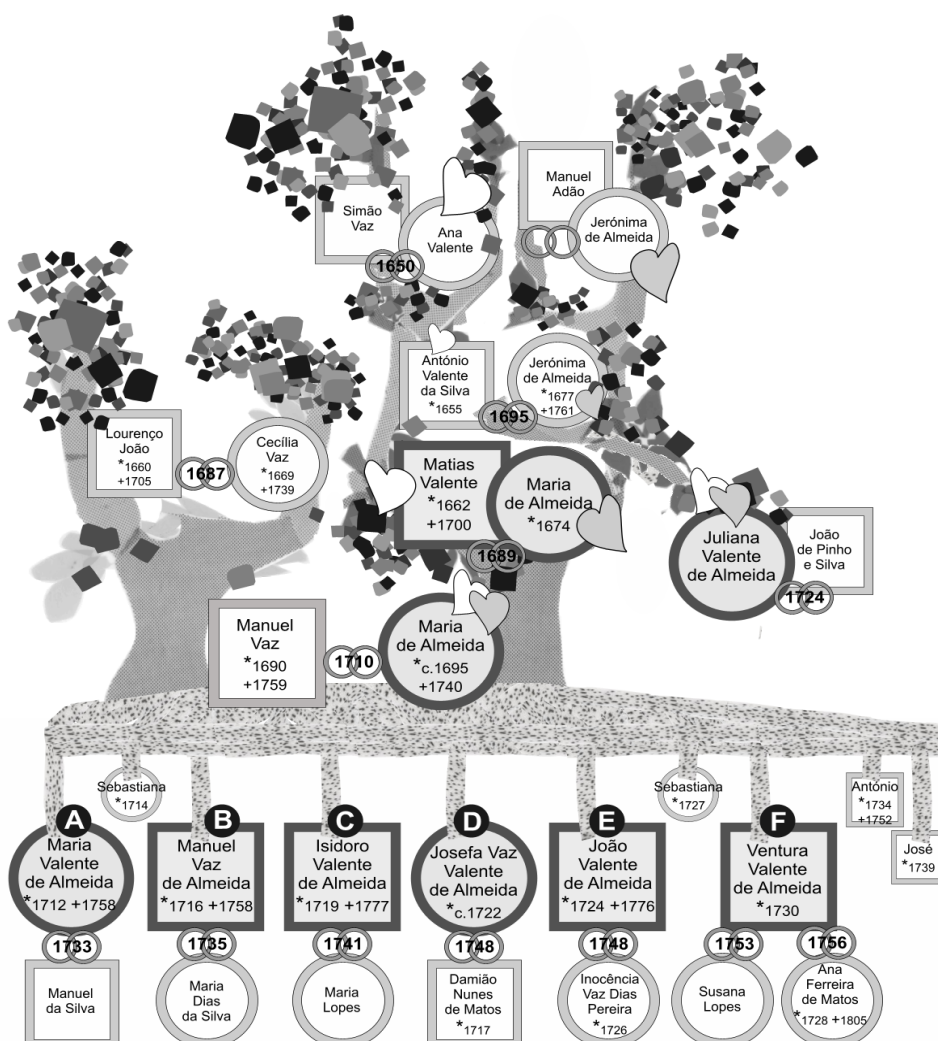 Simão
Vaz
Ana
Valente
1650
Manuel
Adão
Jerónima
de Almeida
António
Valente
da Silva
*1655
Jerónima
de Almeida
*1677
+1761
1695
Lourenço
João
*1660
+1705
1687
Cecília
Vaz
*1669
+1739
Matias
Valente
*1662
+1700
Maria
de Almeida
*1674
1689
Juliana
Valente
de Almeida
João
de Pinho
e Silva
1724
Manuel
Vaz
*1690
+1759
1710
Maria
de Almeida
*c.1695
+1740
Sebastiana
*1714
Sebastiana
*1727
António
*1734
+1752
José
*1739
A
Maria
Valente
de Almeida
*1712 +1758
1733
Manuel
da Silva
B
Manuel
Vaz
de Almeida
*1716 +1758
1735
Maria
Dias
da Silva
C
Isidoro
Valente
de Almeida
*1719 +1777
1741
Maria
Lopes
D
Josefa Vaz
Valente
de Almeida
*c.1722
1748
Damião
Nunes
de Matos
*1717
E
João
Valente
de Almeida
*1724 +1776
1748
Inocência
Vaz Dias
Pereira
*1726
F
Ventura
Valente
de Almeida
*1730
1753
Susana
Lopes
1756
Ana
Ferreira
de Matos
*1728 +1805